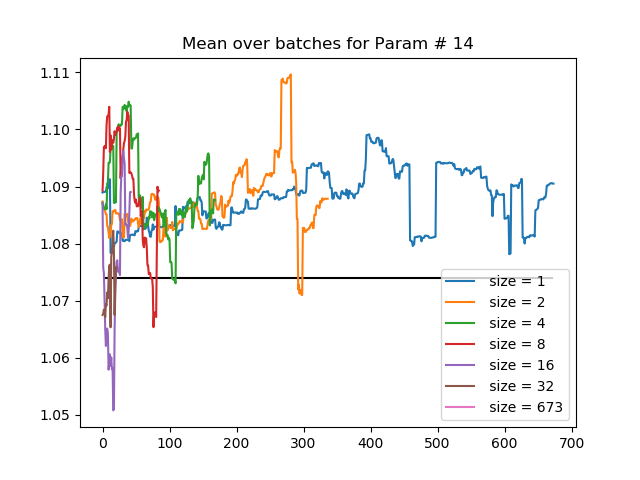 Mean over batches for Param # 14
1.11
1.10
1.09
1.08
1.07
1.06
1.05
0 100 200 300 400 500 600 700
size = 1
size = 2
size = 4
size = 8
size = 16
size = 32
size = 673